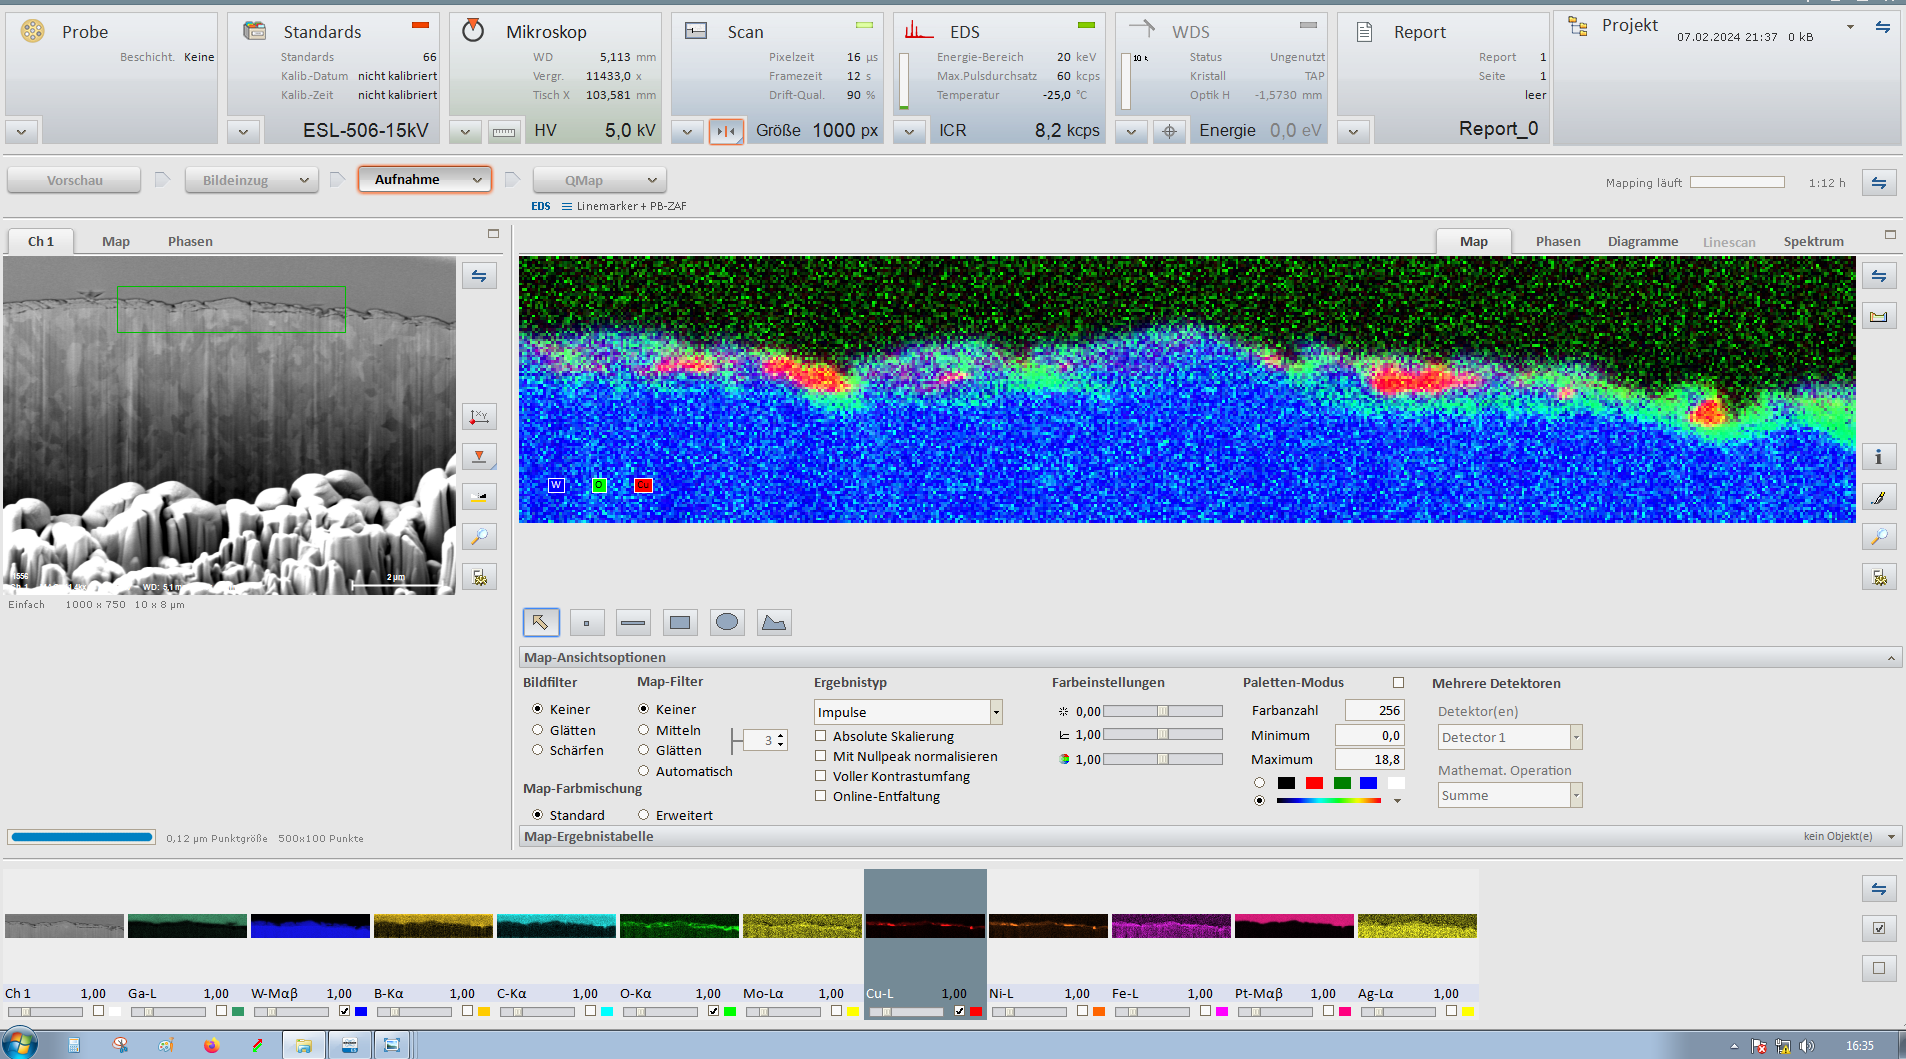 Probe
Beschicht. Keine
Standards
Standards 66
Kalib.-Datum nicht kalibriert
Kalib.-Zeit nicht kalibriert
ESL-506-15kV
Mikroskop
WD 5,113 mm
Vergr. 11433,0 x
Tisch X 103,581 mm
HV 5,0 kV
Scan
Pixelzeit 16 µs
Framezeit 12 s
Drift-Qual. 90 %
Größe 1000 px
EDS
Energie-Bereich 20 keV
Max.Pulsdurchsatz 60 kcps
Temperatur -25,0 °C
ICR 8,2 kcps
WDS
10 k
Status Ungenutzt
Kristall TAP
Optik H -1,5730 mm
Energie 0,0 eV
Report
Report 1
Seite 1
leer
Report_0
Projekt
07.02.2024 21:37 0 kB
Vorschau
Bildeinzug
Aufnahme
QMap
EDS Linemarker + PB-ZAF
Mapping läuft 1:12 h
Ch 1 Map Phasen
Map Phasen Diagramme Linescan Spektrum
W O Cu
WD: 5,1 m
2 µm
Einfach 1000 x 750 10 x 8 µm
Map-Ansichtsoptionen
Bildfilter
Keiner
Glätten
Schärfen
Map-Farbmischung
Standard Erweitert
Map-Filter
Keiner
Mitteln
Glätten
Automatisch
3
Ergebnistyp
Impulse
Absolute Skalierung
Mit Nullpeak normalisieren
Voller Kontrastumfang
Online-Entfaltung
Farbeinstellungen
0,00
1,00
1,00
Paletten-Modus
Farbanzahl 256
Minimum 0,0
Maximum 18,8
Mehrere Detektoren
Detektor(en)
Detector 1
Mathemat. Operation
Summe
Map-Ergebnistabelle kein Objekt(e)
0,12 µm Punktgröße 500x100 Punkte
Ch 1 1,00
Ga-L 1,00
W-Mαβ 1,00
B-Kα 1,00
C-Kα 1,00
O-Kα 1,00
Mo-Lα 1,00
Cu-L 1,00
Ni-L 1,00
Fe-L 1,00
Pt-Mαβ 1,00
Ag-Lα 1,00
16:35